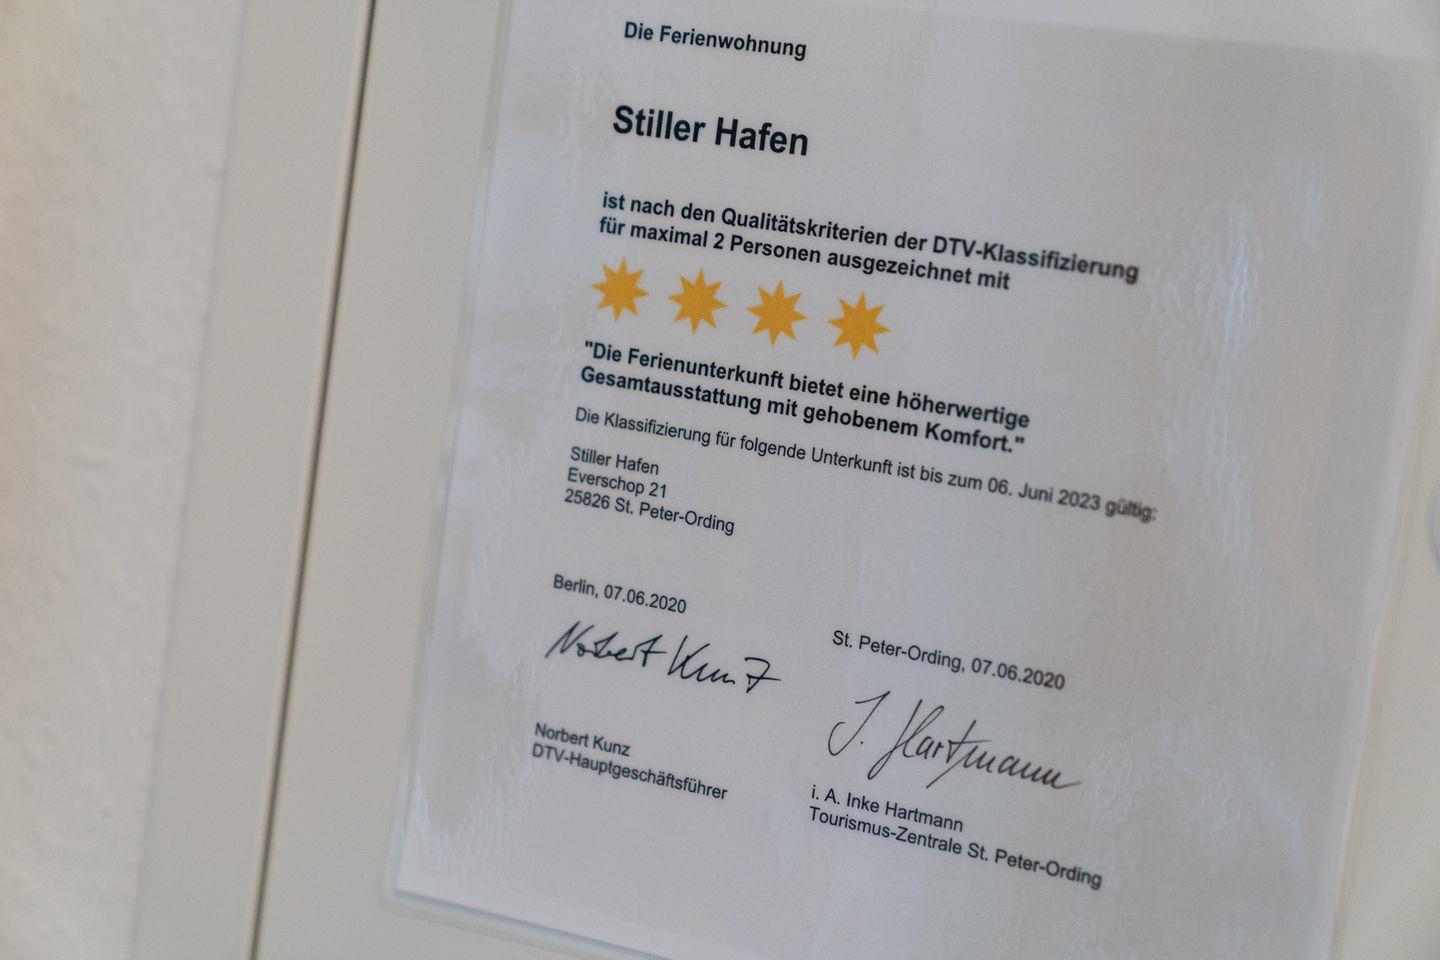 Die Ferienwohnung
Stiller Hafen
ist nach den Qualitätskriterien der DTV-Klassifizierung
für maximal 2 Personen ausgezeichnet mit
"Die Ferienunterkunft bietet eine höherwertige
Gesamtausstattung mit gehobenem Komfort."
Die Klassifizierung für folgende Unterkunft ist bis zum 06. Juni 2023 gültig:
Stiller Hafen
Everschop 21
25826 St. Peter-Ording
Berlin, 07.06.2020
Norbert Kunz
Norbert Kunz
DTV-Hauptgeschäftsführer
St. Peter-Ording, 07.06.2020
I. Hartmann
i. A. Inke Hartmann
Tourismus-Zentrale St. Peter-Ording